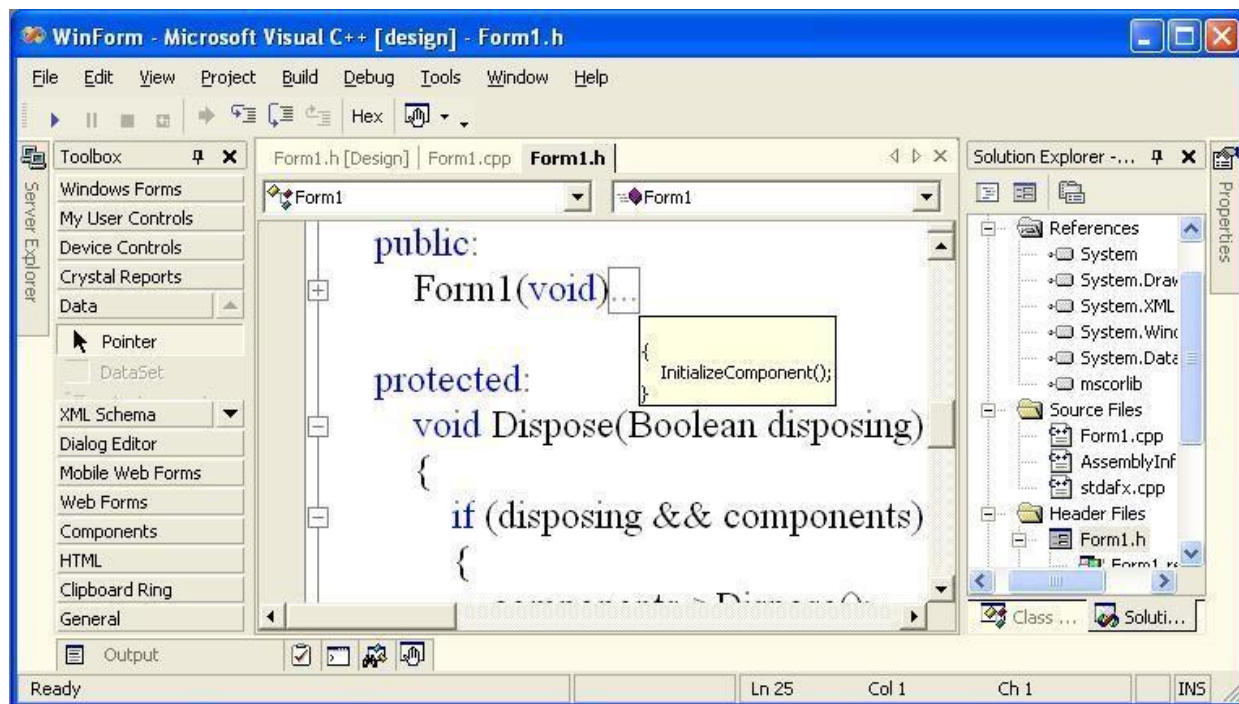 WinForm - Microsoft Visual C++ [design] - Form1.h
File Edit View Project Build Debug Tools Window Help
Hex
Server Explorer
Toolbox
Windows Forms
My User Controls
Device Controls
Crystal Reports
Data
Pointer
DataSet
XML Schema
Dialog Editor
Mobile Web Forms
Web Forms
Components
HTML
Clipboard Ring
General
Form1.h [Design] Form1.cpp Form1.h
Form1 Form1
public:
Form1(void)...
{
InitializeComponent();
}
protected:
void Dispose(Boolean disposing)
{
if (disposing && components)
{
Solution Explorer -...
References
System
System.Draw
System.XML
System.Wind
System.Data
mscorlib
Source Files
Form1.cpp
AssemblyInf
stdafx.cpp
Header Files
Form1.h
Class ... Soluti...
Properties
Output
Ready Ln 25 Col 1 Ch 1 INS